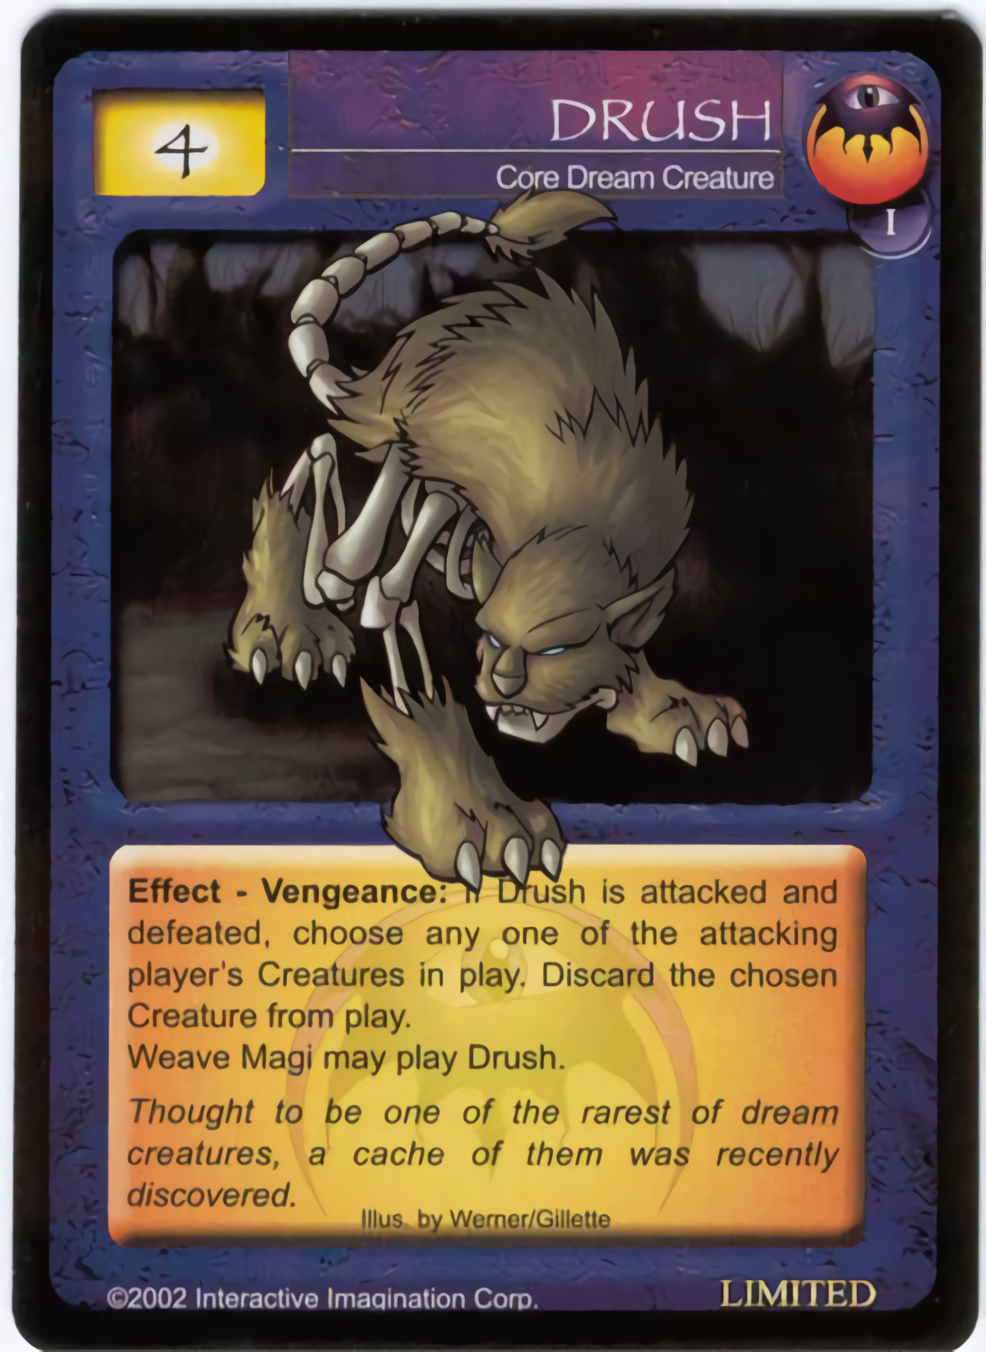 4
DRUSH
Core Dream Creature
I
Effect - Vengeance: If Drush is attacked and
defeated, choose any one of the attacking
player's Creatures in play. Discard the chosen
Creature from play.
Weave Magi may play Drush.
Thought to be one of the rarest of dream
creatures, a cache of them was recently
discovered.
Illus. by Werner/Gillette
©2002 Interactive Imagination Corp.
LIMITED